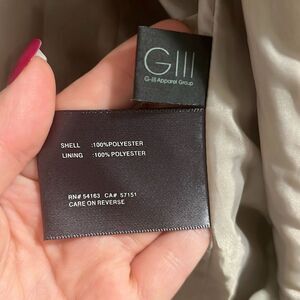 GIII
G-III Apparel Group
SHELL :100%POLYESTER
LINING :100% POLYESTER
RN# 54163 CA# 57151
CARE ON REVERSE